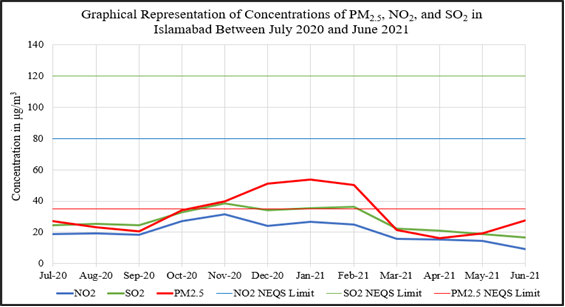 Graphical Representation of Concentrations of PM2.5, NO2, and SO2 in
Islamabad Between July 2020 and June 2021
Concentration in µg/m³
140
120
100
80
60
40
20
0
Jul-20 Aug-20 Sep-20 Oct-20 Nov-20 Dec-20 Jan-21 Feb-21 Mar-21 Apr-21 May-21 Jun-21
NO2 SO2 PM2.5 NO2 NEQS Limit SO2 NEQS Limit PM2.5 NEQS Limit